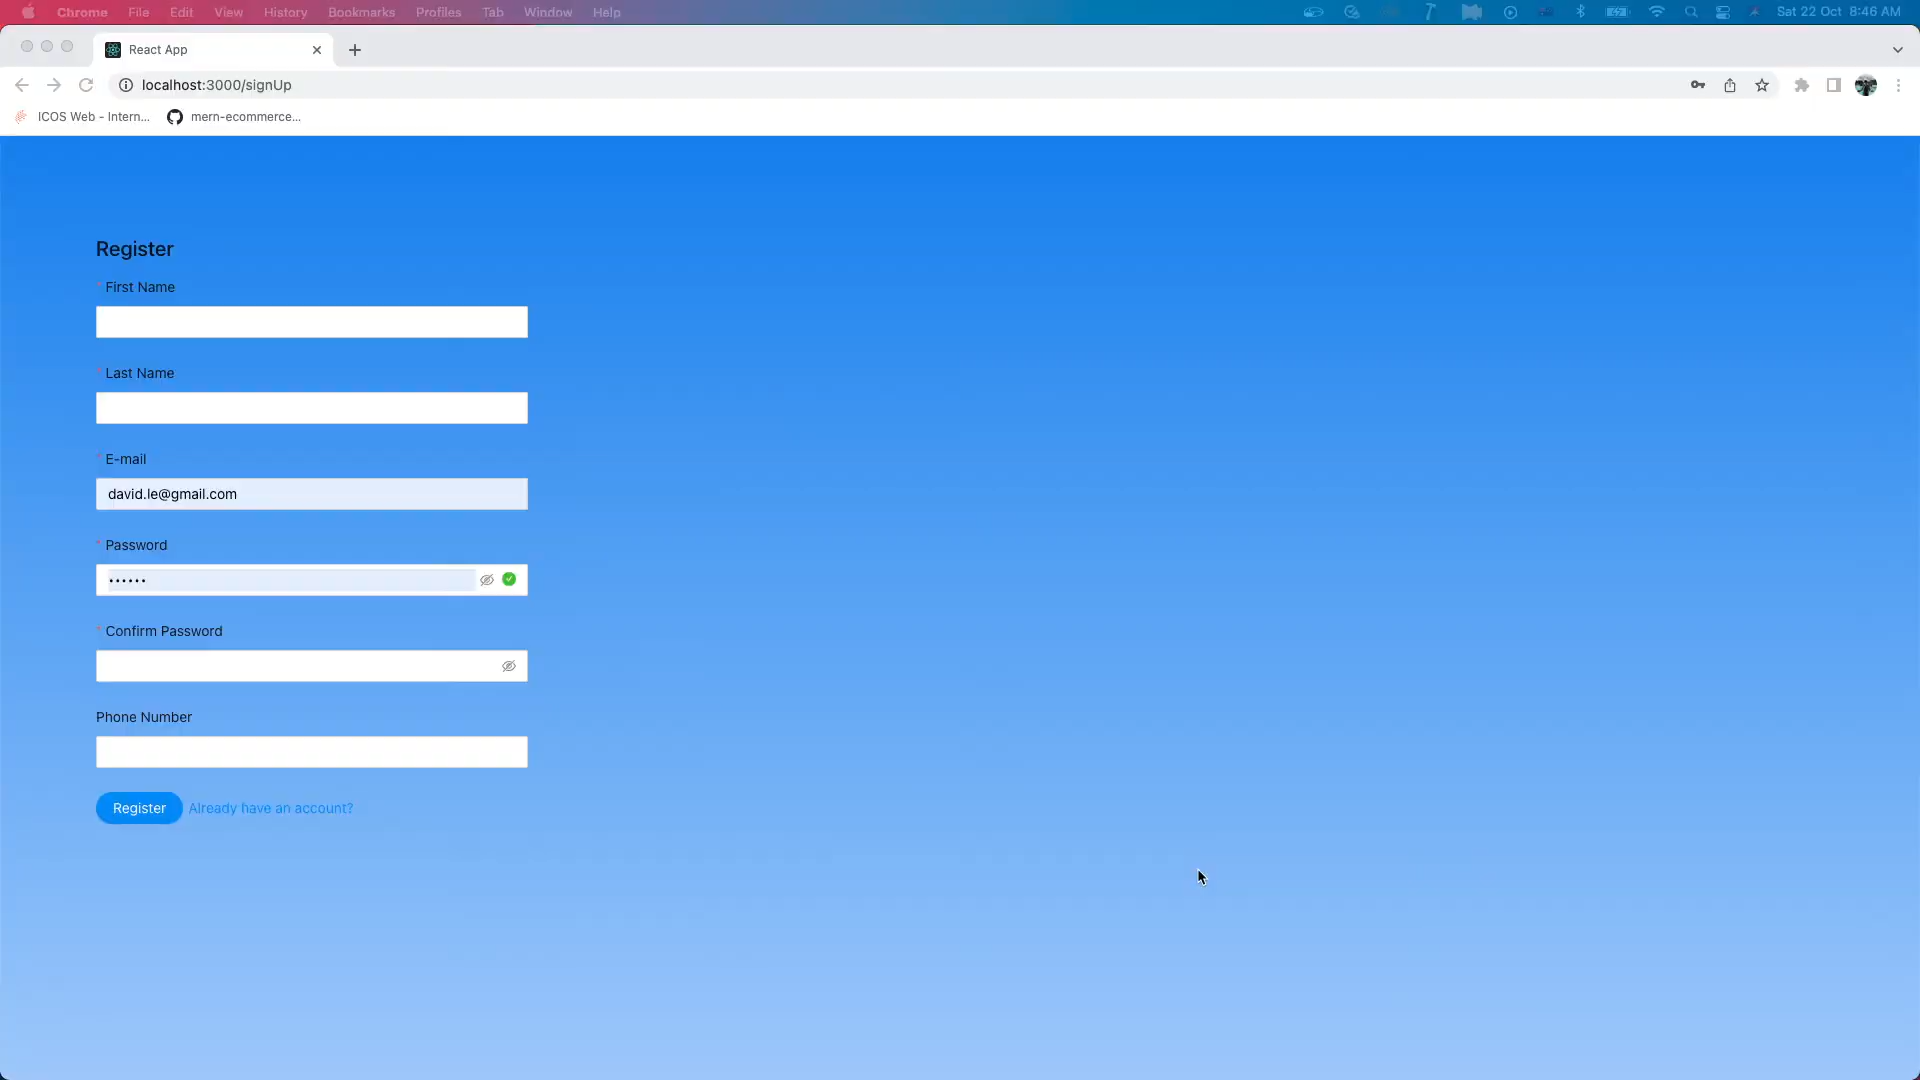 Chrome File Edit View History Bookmarks Profiles Tab Window Help Sat 22 Oct 8:46 AM
React App
localhost:3000/signUp
ICOS Web - Intern... mern-ecommerce...
Register
* First Name
* Last Name
* E-mail
david.le@gmail.com
* Password
••••••
* Confirm Password
Phone Number
Register Already have an account?